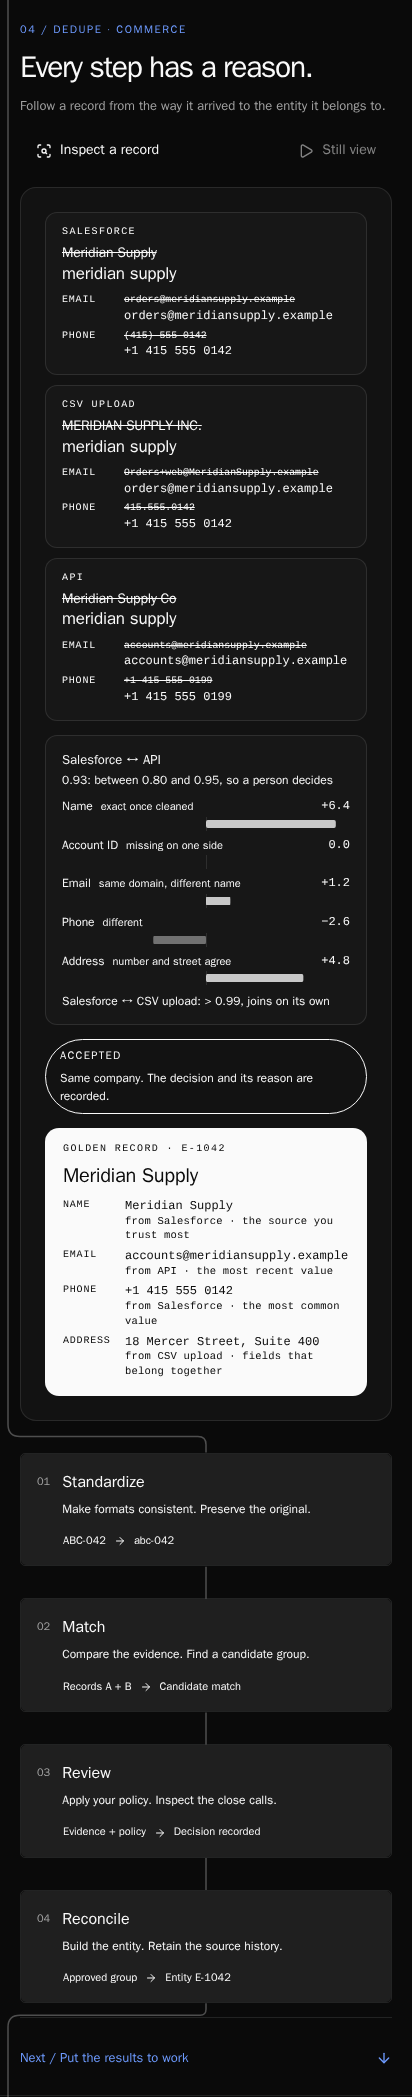 04 / DEDUPE · COMMERCE
Every step has a reason.
Follow a record from the way it arrived to the entity it belongs to.
Inspect a record
Still view
SALESFORCE
Meridian Supply
meridian supply
EMAIL orders@meridiansupply.example
orders@meridiansupply.example
PHONE (415) 555 0142
+1 415 555 0142
CSV UPLOAD
MERIDIAN SUPPLY INC.
meridian supply
EMAIL Orders+web@MeridianSupply.example
orders@meridiansupply.example
PHONE 415.555.0142
+1 415 555 0142
API
Meridian Supply Co
meridian supply
EMAIL accounts@meridiansupply.example
accounts@meridiansupply.example
PHONE +1 415 555 0199
+1 415 555 0199
Salesforce ↔ API
0.93: between 0.80 and 0.95, so a person decides
Name exact once cleaned +6.4
Account ID missing on one side 0.0
Email same domain, different name +1.2
Phone different −2.6
Address number and street agree +4.8
Salesforce ↔ CSV upload: > 0.99, joins on its own
ACCEPTED
Same company. The decision and its reason are
recorded.
GOLDEN RECORD · E-1042
Meridian Supply
NAME Meridian Supply
from Salesforce · the source you
trust most
EMAIL accounts@meridiansupply.example
from API · the most recent value
PHONE +1 415 555 0142
from Salesforce · the most common
value
ADDRESS 18 Mercer Street, Suite 400
from CSV upload · fields that
belong together
01 Standardize
Make formats consistent. Preserve the original.
ABC-042 → abc-042
02 Match
Compare the evidence. Find a candidate group.
Records A + B → Candidate match
03 Review
Apply your policy. Inspect the close calls.
Evidence + policy → Decision recorded
04 Reconcile
Build the entity. Retain the source history.
Approved group → Entity E-1042
Next / Put the results to work ↓